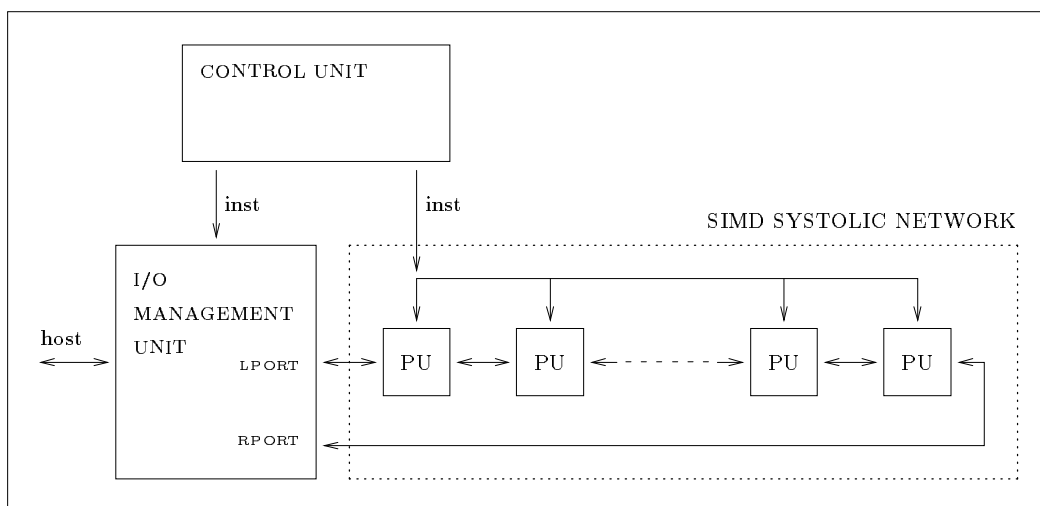 CONTROL UNIT
inst
inst
SIMD SYSTOLIC NETWORK
I/O
MANAGEMENT
UNIT
host
LPORT
PU
PU
PU
PU
RPORT